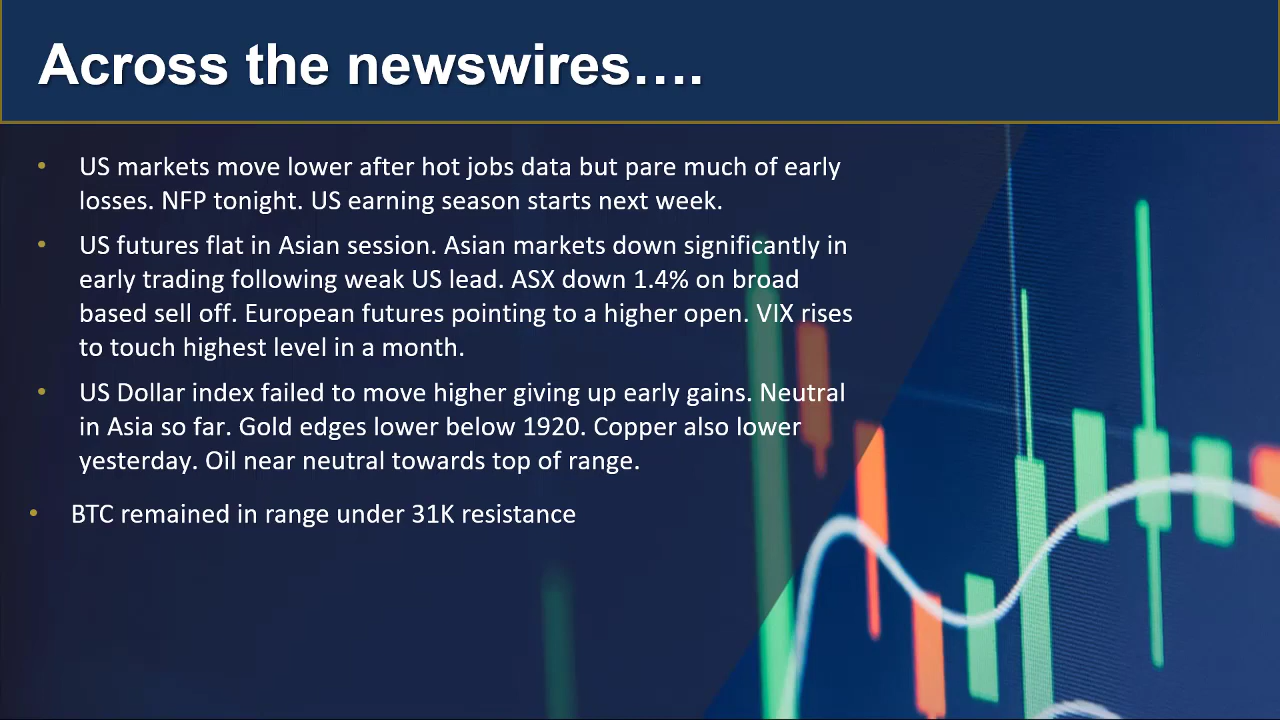 Across the newswires….
• US markets move lower after hot jobs data but pare much of early
losses. NFP tonight. US earning season starts next week.
• US futures flat in Asian session. Asian markets down significantly in
early trading following weak US lead. ASX down 1.4% on broad
based sell off. European futures pointing to a higher open. VIX rises
to touch highest level in a month.
• US Dollar index failed to move higher giving up early gains. Neutral
in Asia so far. Gold edges lower below 1920. Copper also lower
yesterday. Oil near neutral towards top of range.
• BTC remained in range under 31K resistance